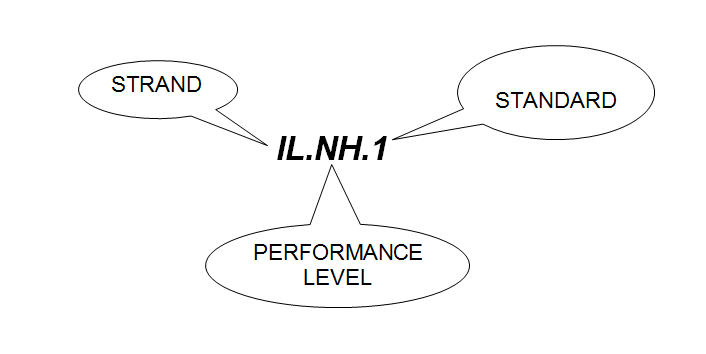 STRAND
STANDARD
IL.NH.1
PERFORMANCE
LEVEL